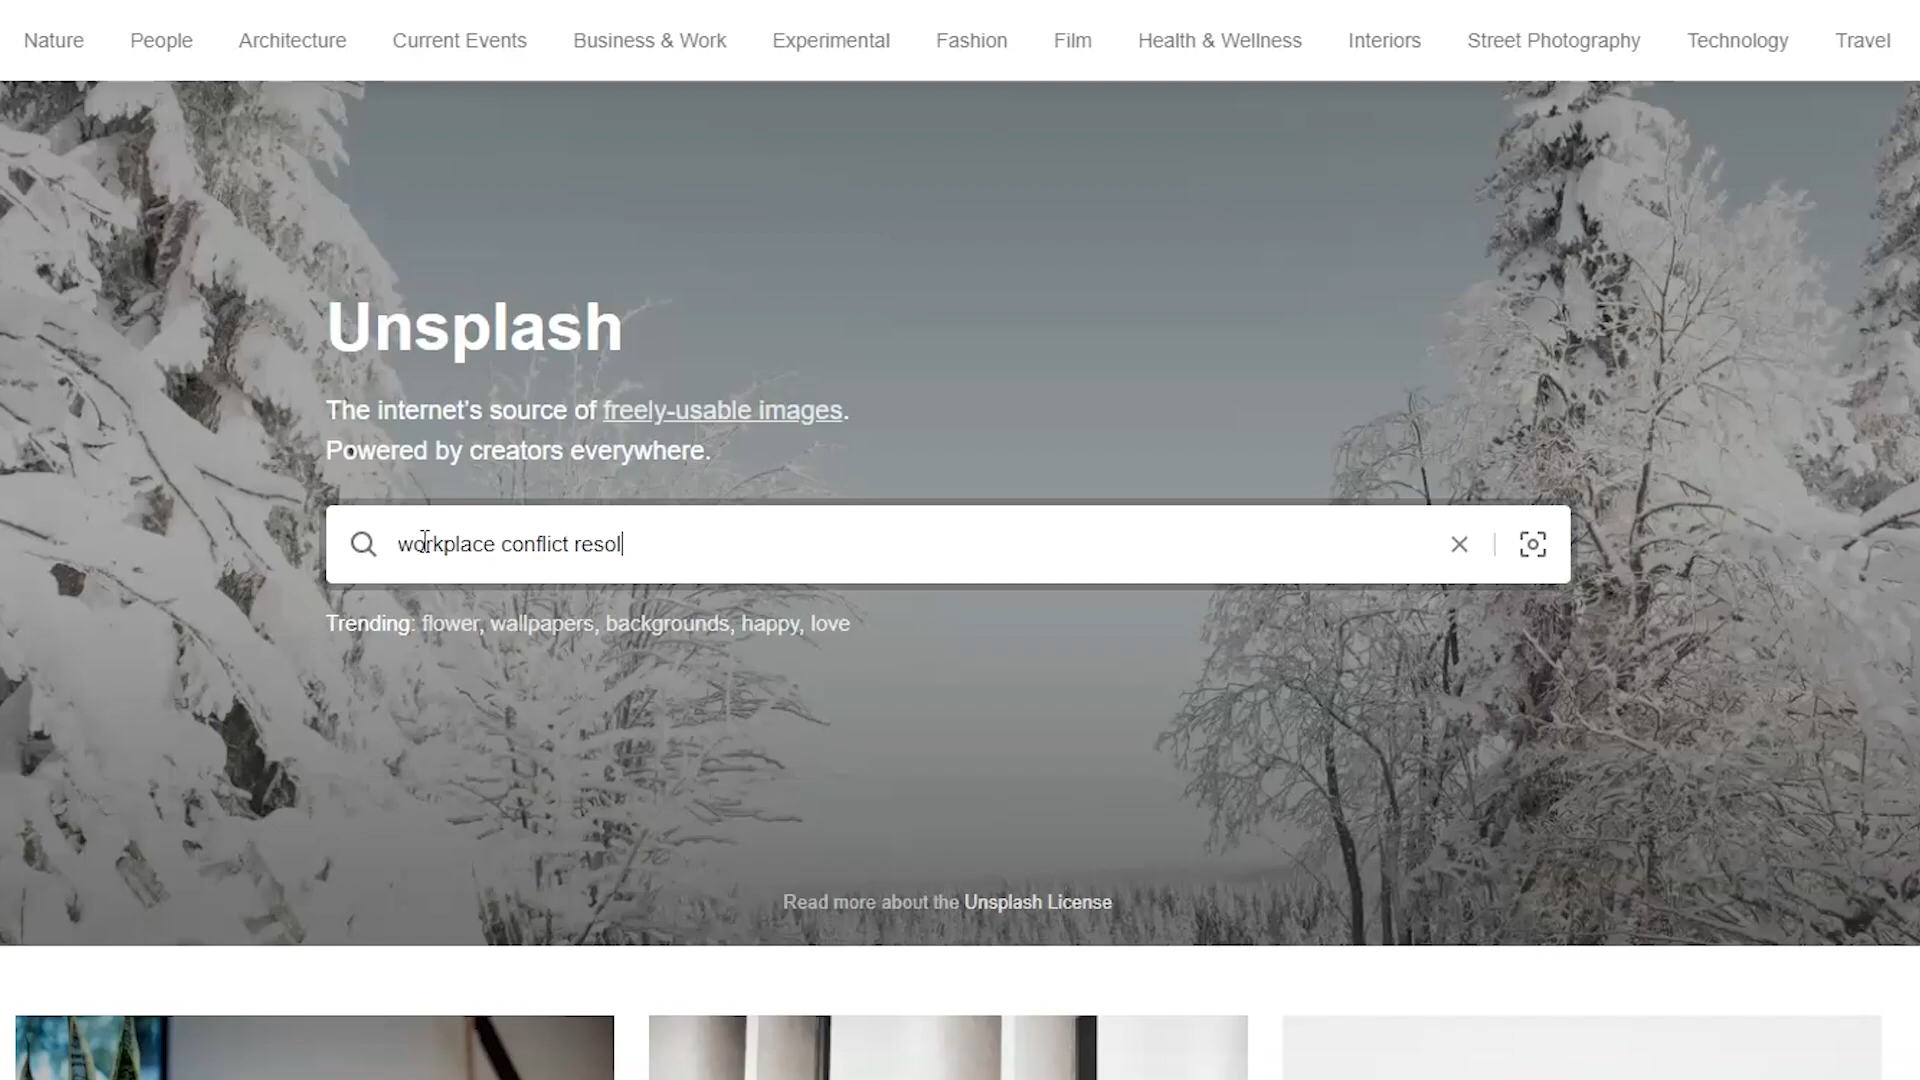 Nature People Architecture Current Events Business & Work Experimental Fashion Film Health & Wellness Interiors Street Photography Technology Travel
Unsplash
The internet's source of freely-usable images.
Powered by creators everywhere.
workplace conflict resol
Trending: flower, wallpapers, backgrounds, happy, love
Read more about the Unsplash License